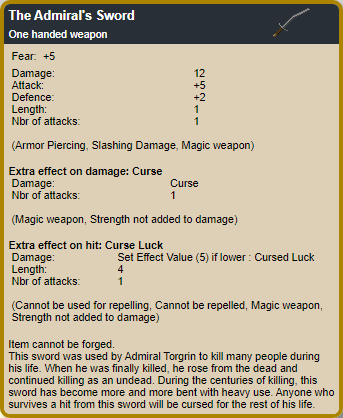 The Admiral's Sword
One handed weapon
Fear: +5
Damage: 12
Attack: +5
Defence: +2
Length: 1
Nbr of attacks: 1
(Armor Piercing, Slashing Damage, Magic weapon)
Extra effect on damage: Curse
Damage: Curse
Nbr of attacks: 1
(Magic weapon, Strength not added to damage)
Extra effect on hit: Curse Luck
Damage: Set Effect Value (5) if lower : Cursed Luck
Length: 4
Nbr of attacks: 1
(Cannot be used for repelling, Cannot be repelled, Magic weapon,
Strength not added to damage)
Item cannot be forged.
This sword was used by Admiral Torgrin to kill many people during
his life. When he was finally killed, he rose from the dead and
continued killing as an undead. During the centuries of killing, this
sword has become more and more bent with heavy use. Anyone who
survives a hit from this sword will be cursed for the rest of his life.